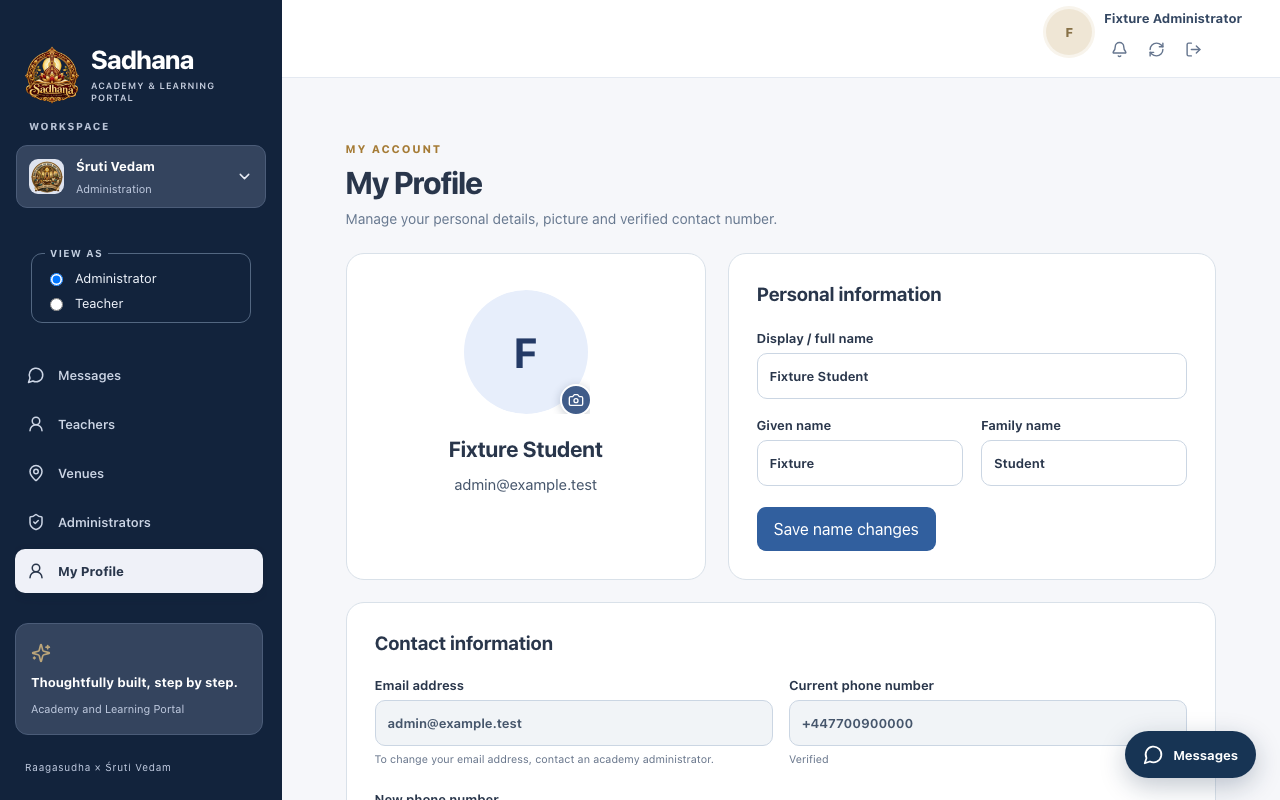 Sadhana
Sadhana
ACADEMY & LEARNING
PORTAL
WORKSPACE
Śruti Vedam
Administration
VIEW AS
Administrator
Teacher
Messages
Teachers
Venues
Administrators
My Profile
Thoughtfully built, step by step.
Academy and Learning Portal
Raagasudha × Śruti Vedam
F
Fixture Administrator
MY ACCOUNT
My Profile
Manage your personal details, picture and verified contact number.
F
Fixture Student
admin@example.test
Personal information
Display / full name
Fixture Student
Given name
Family name
Fixture
Student
Save name changes
Contact information
Email address
Current phone number
admin@example.test
+447700900000
To change your email address, contact an academy administrator.
Verified
New phone number
Messages